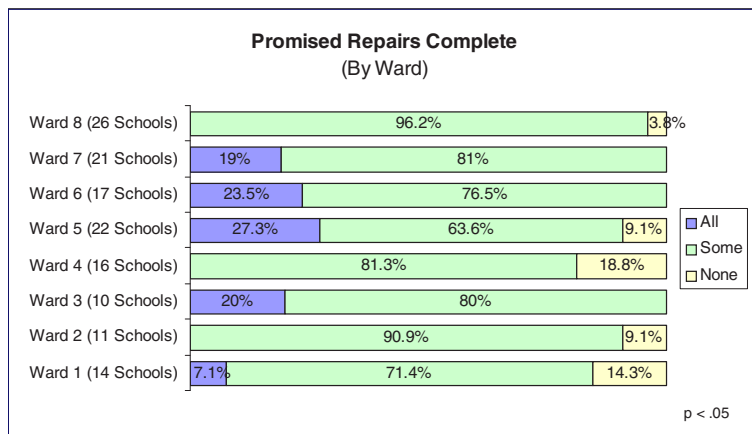 Promised Repairs Complete
(By Ward)
Ward 8 (26 Schools) 96.2% 3.8%
Ward 7 (21 Schools) 19% 81%
Ward 6 (17 Schools) 23.5% 76.5%
Ward 5 (22 Schools) 27.3% 63.6% 9.1%
Ward 4 (16 Schools) 81.3% 18.8%
Ward 3 (10 Schools) 20% 80%
Ward 2 (11 Schools) 90.9% 9.1%
Ward 1 (14 Schools) 7.1% 71.4% 14.3%
All
Some
None
p < .05